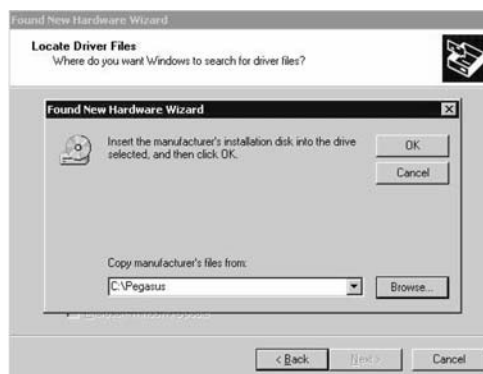 Found New Hardware Wizard
Locate Driver Files
Where do you want Windows to search for driver files?
Found New Hardware Wizard
Insert the manufacturer's installation disk into the drive
selected, and then click OK.
OK
Cancel
Copy manufacturer's files from:
C:\Pegasus
Browse...
< Back
Next >
Cancel